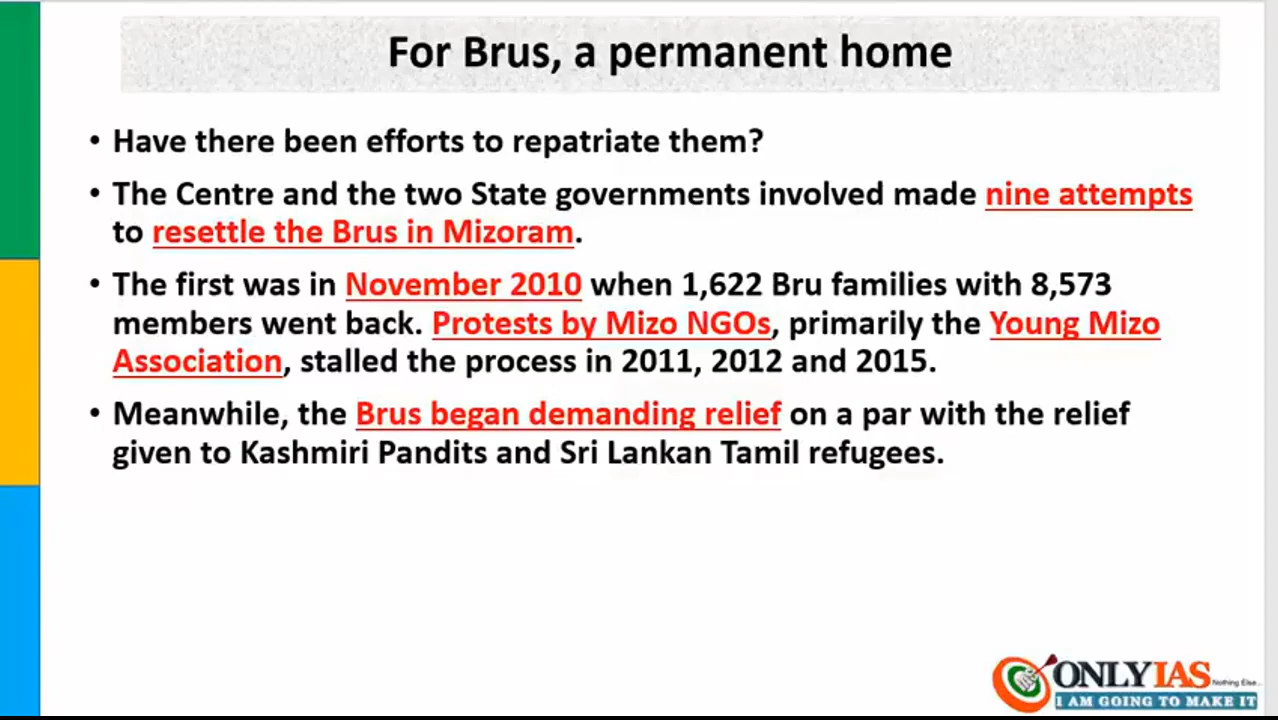 For Brus, a permanent home
• Have there been efforts to repatriate them?
• The Centre and the two State governments involved made nine attempts
to resettle the Brus in Mizoram.
• The first was in November 2010 when 1,622 Bru families with 8,573
members went back. Protests by Mizo NGOs, primarily the Young Mizo
Association, stalled the process in 2011, 2012 and 2015.
• Meanwhile, the Brus began demanding relief on a par with the relief
given to Kashmiri Pandits and Sri Lankan Tamil refugees.
ONLYIAS Nothing Else...
I AM GOING TO MAKE IT